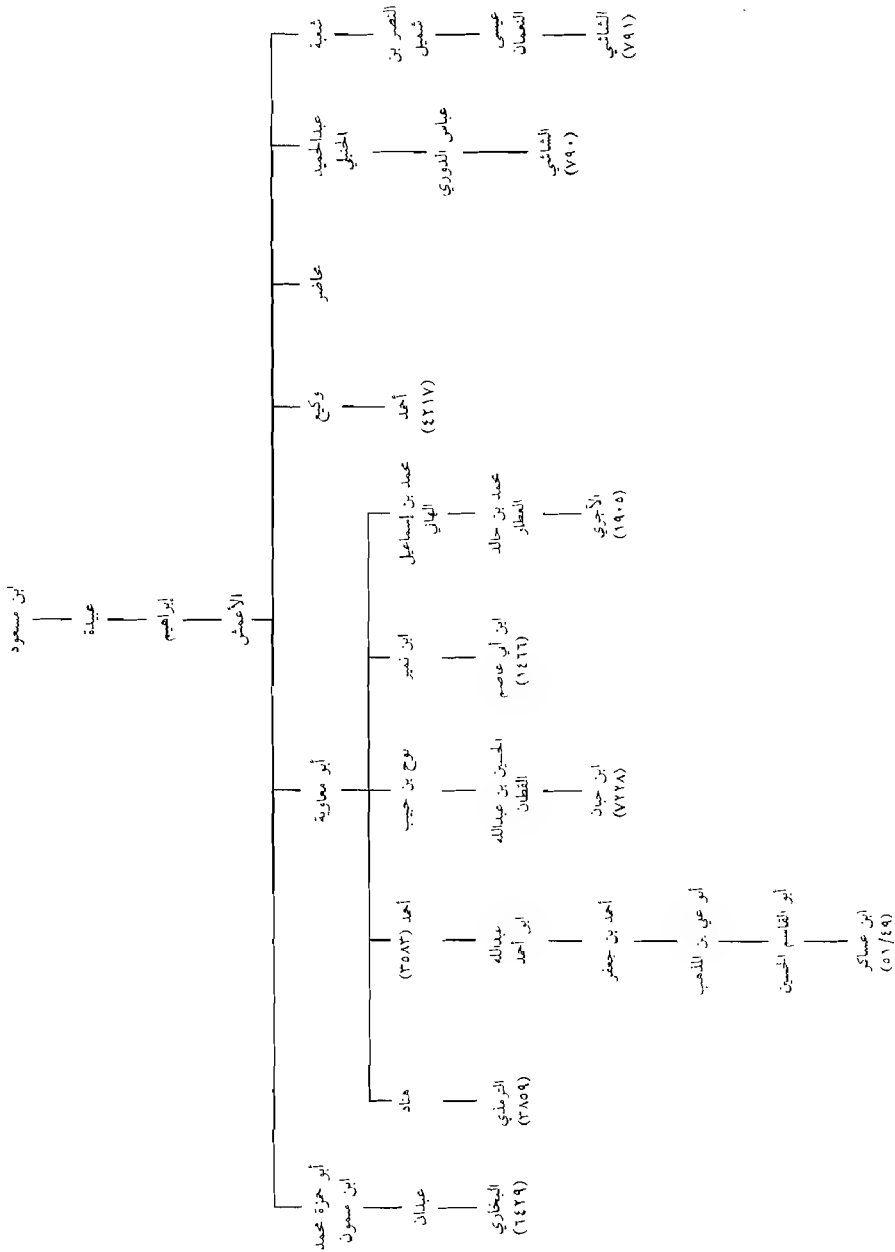 ابن مسعود
عبيدة
إبراهيم
الأعمش
شعبة
النضر بن
شميل
عيسى
النعمان
الشاشي
(٧٩١)
عبدالحميد
الحنبلي
عباس الدوري
الشاشي
(٧٩٠)
محاضر
وكيع
أحمد
(٤٢١٧)
أبو معاوية
محمد بن إسماعيل
الهاني
محمد بن خالد
العطار
الآجري
(١٩٠٥)
ابن نمير
ابن أبي عاصم
(١٤٦٦)
نوح بن حبيب
الحسين بن عبدالله
القطان
ابن حبان
(٧٢٢٨)
أحمد (٣٥٨٣)
عبدالله
ابن أحمد
أحمد بن جعفر
أبو علي بن المذهب
أبو القاسم الحسين
ابن عساكر
(٥١/٤٩)
هناد
الترمذي
(٣٨٥٩)
أبو حمزة محمد
ابن ميمون
عبدان
البخاري
(٦٤٢٩)